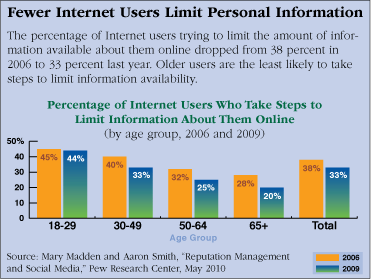 Fewer Internet Users Limit Personal Information
The percentage of Internet users trying to limit the amount of infor-
mation available about them online dropped from 38 percent in
2006 to 33 percent last year. Older users are the least likely to take
steps to limit information availability.
Percentage of Internet Users Who Take Steps to
Limit Information About Them Online
(by age group, 2006 and 2009)
50%
40
30
20
10
0
45% 44% 40% 33% 32% 25% 28% 20% 38% 33%
18-29 30-49 50-64 65+ Total
Age Group
Source: Mary Madden and Aaron Smith, "Reputation Management
and Social Media," Pew Research Center, May 2010
2006
2009